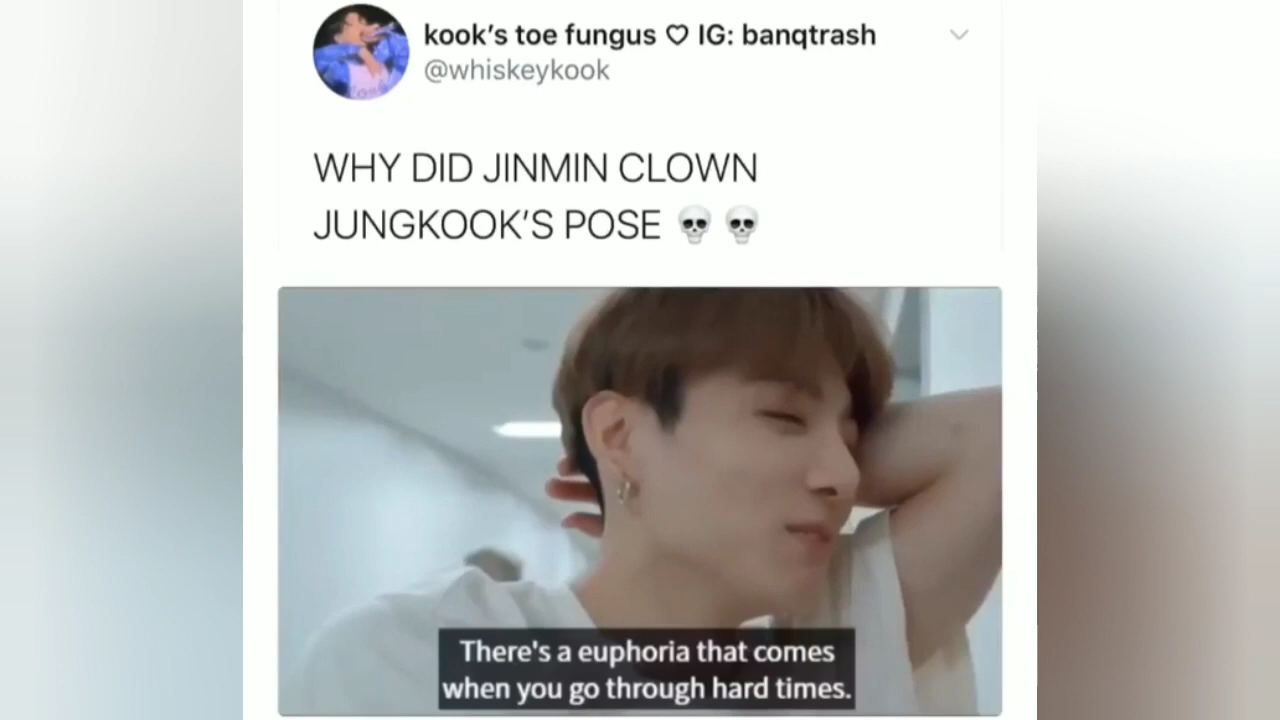 kook’s toe fungus ♡ IG: banqtrash
@whiskeykook
WHY DID JINMIN CLOWN
JUNGKOOK’S POSE 💀 💀
There's a euphoria that comes
when you go through hard times.